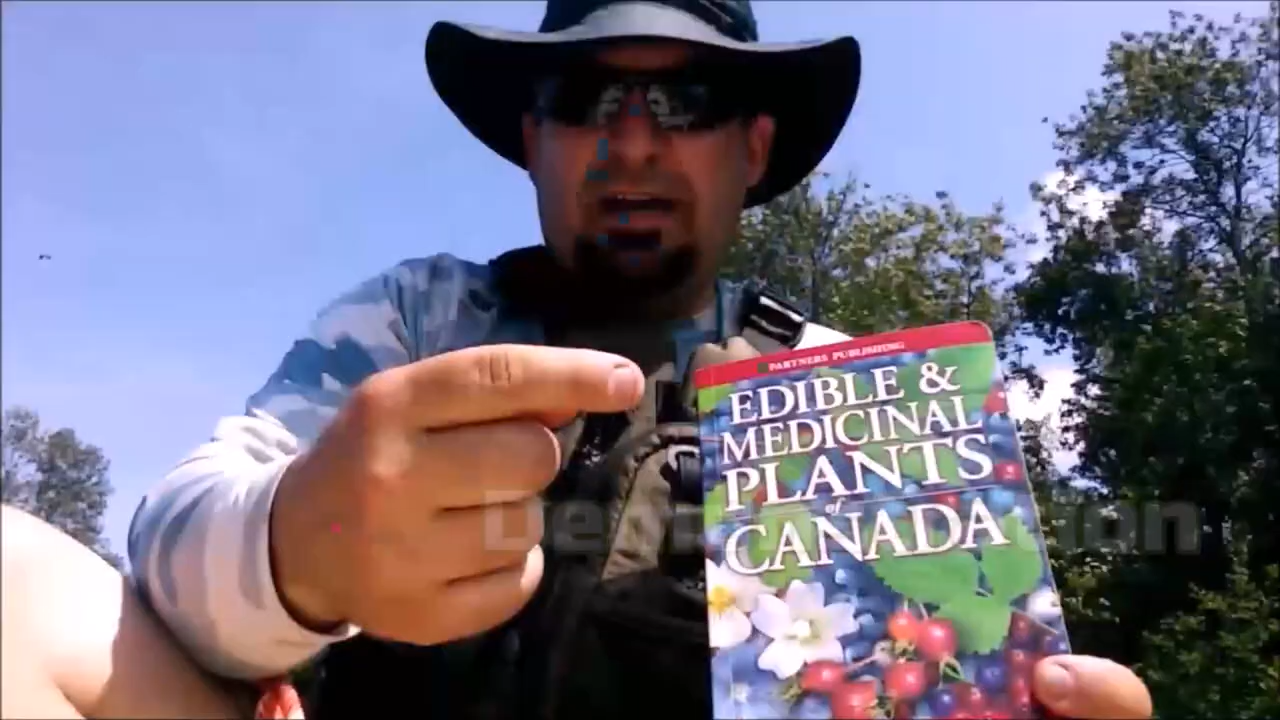 PARTNERS PUBLISHING
EDIBLE &
MEDICINAL
PLANTS
of
CANADA